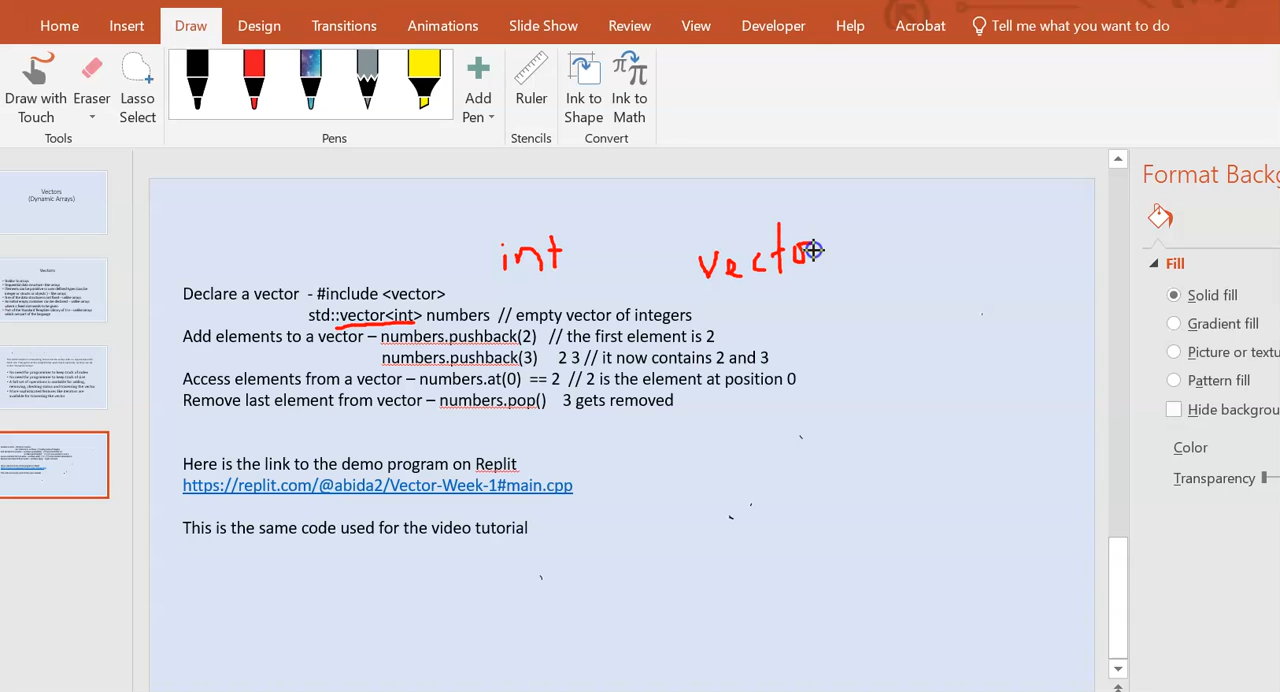 Home Insert Draw Design Transitions Animations Slide Show Review View Developer Help Acrobat Tell me what you want to do
Draw with Touch Eraser Lasso Select Add Pen Ruler Ink to Shape Ink to Math
Tools Pens Stencils Convert
Format Backg
Fill
Solid fill
Gradient fill
Picture or textu
Pattern fill
Hide backgrou
Color
Transparency
Vectors
(Dynamic Arrays)
Vectors
int vecto
Declare a vector - #include <vector>
std::vector<int> numbers // empty vector of integers
Add elements to a vector – numbers.pushback(2) // the first element is 2
numbers.pushback(3) 2 3 // it now contains 2 and 3
Access elements from a vector – numbers.at(0) == 2 // 2 is the element at position 0
Remove last element from vector – numbers.pop() 3 gets removed
Here is the link to the demo program on Replit
https://replit.com/@abida2/Vector-Week-1#main.cpp
This is the same code used for the video tutorial